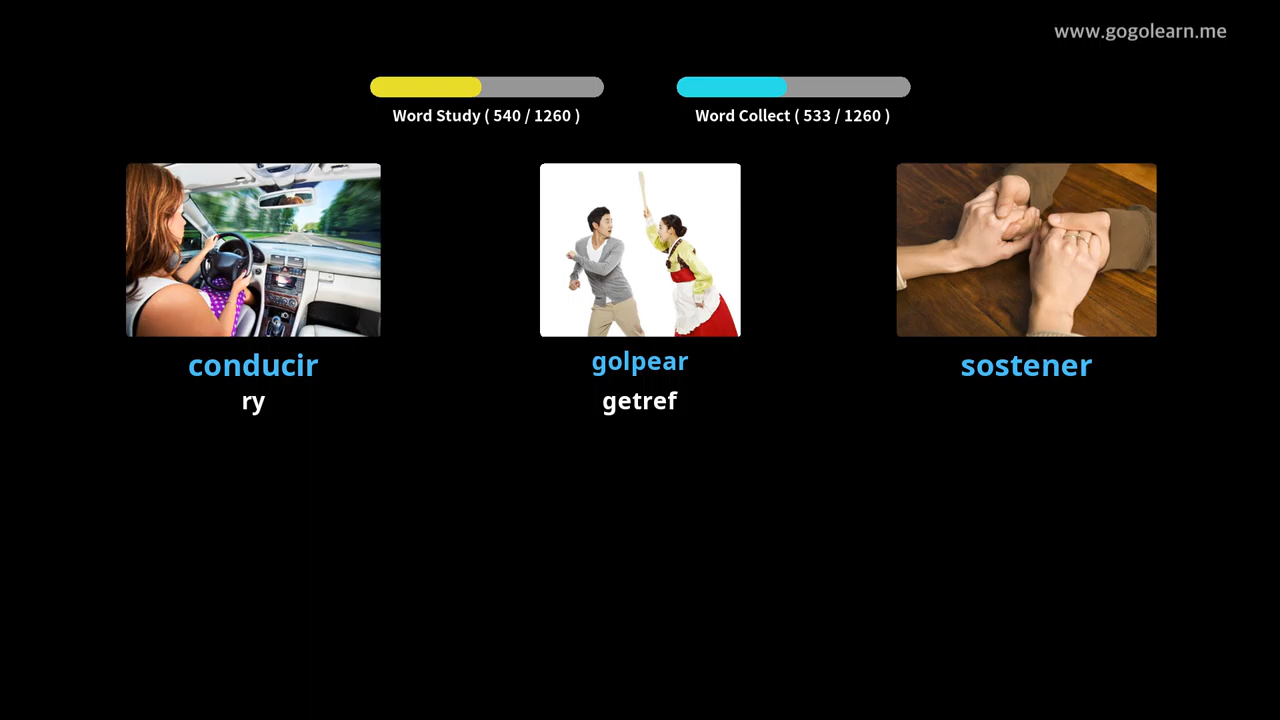 www.gogolearn.me
Word Study ( 540 / 1260 )
Word Collect ( 533 / 1260 )
conducir
ry
golpear
getref
sostener